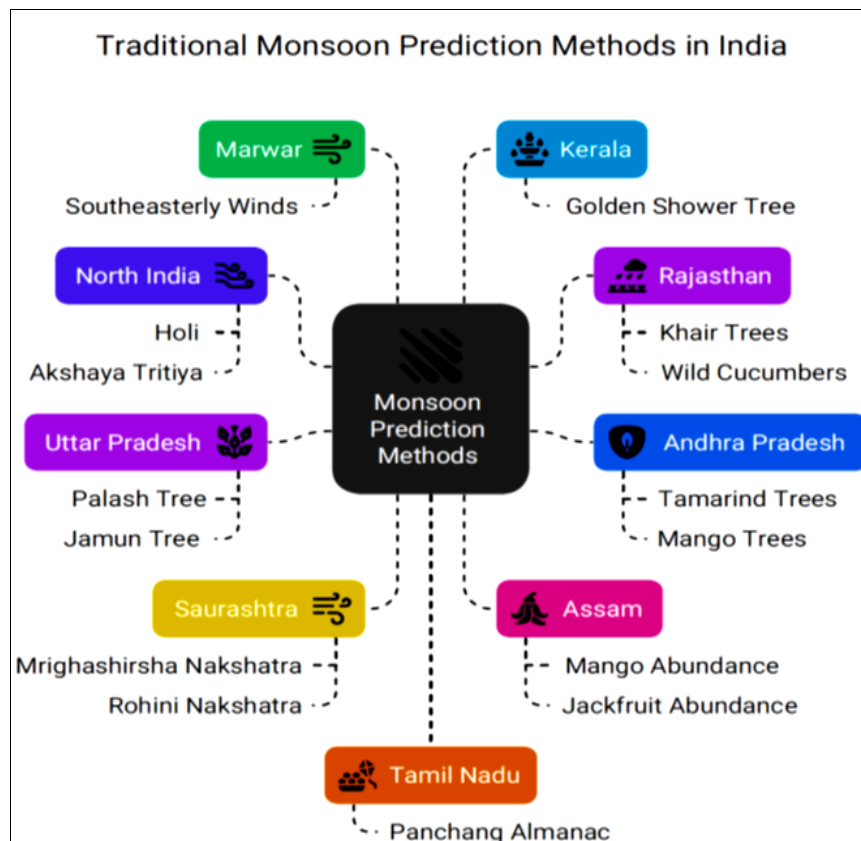 Traditional Monsoon Prediction Methods in India
Marwar
Southeasterly Winds
Kerala
Golden Shower Tree
North India
Holi
Akshaya Tritiya
Rajasthan
Khair Trees
Wild Cucumbers
Monsoon
Prediction
Methods
Uttar Pradesh
Palash Tree
Jamun Tree
Andhra Pradesh
Tamarind Trees
Mango Trees
Saurashtra
Mrighashirsha Nakshatra
Rohini Nakshatra
Assam
Mango Abundance
Jackfruit Abundance
Tamil Nadu
Panchang Almanac